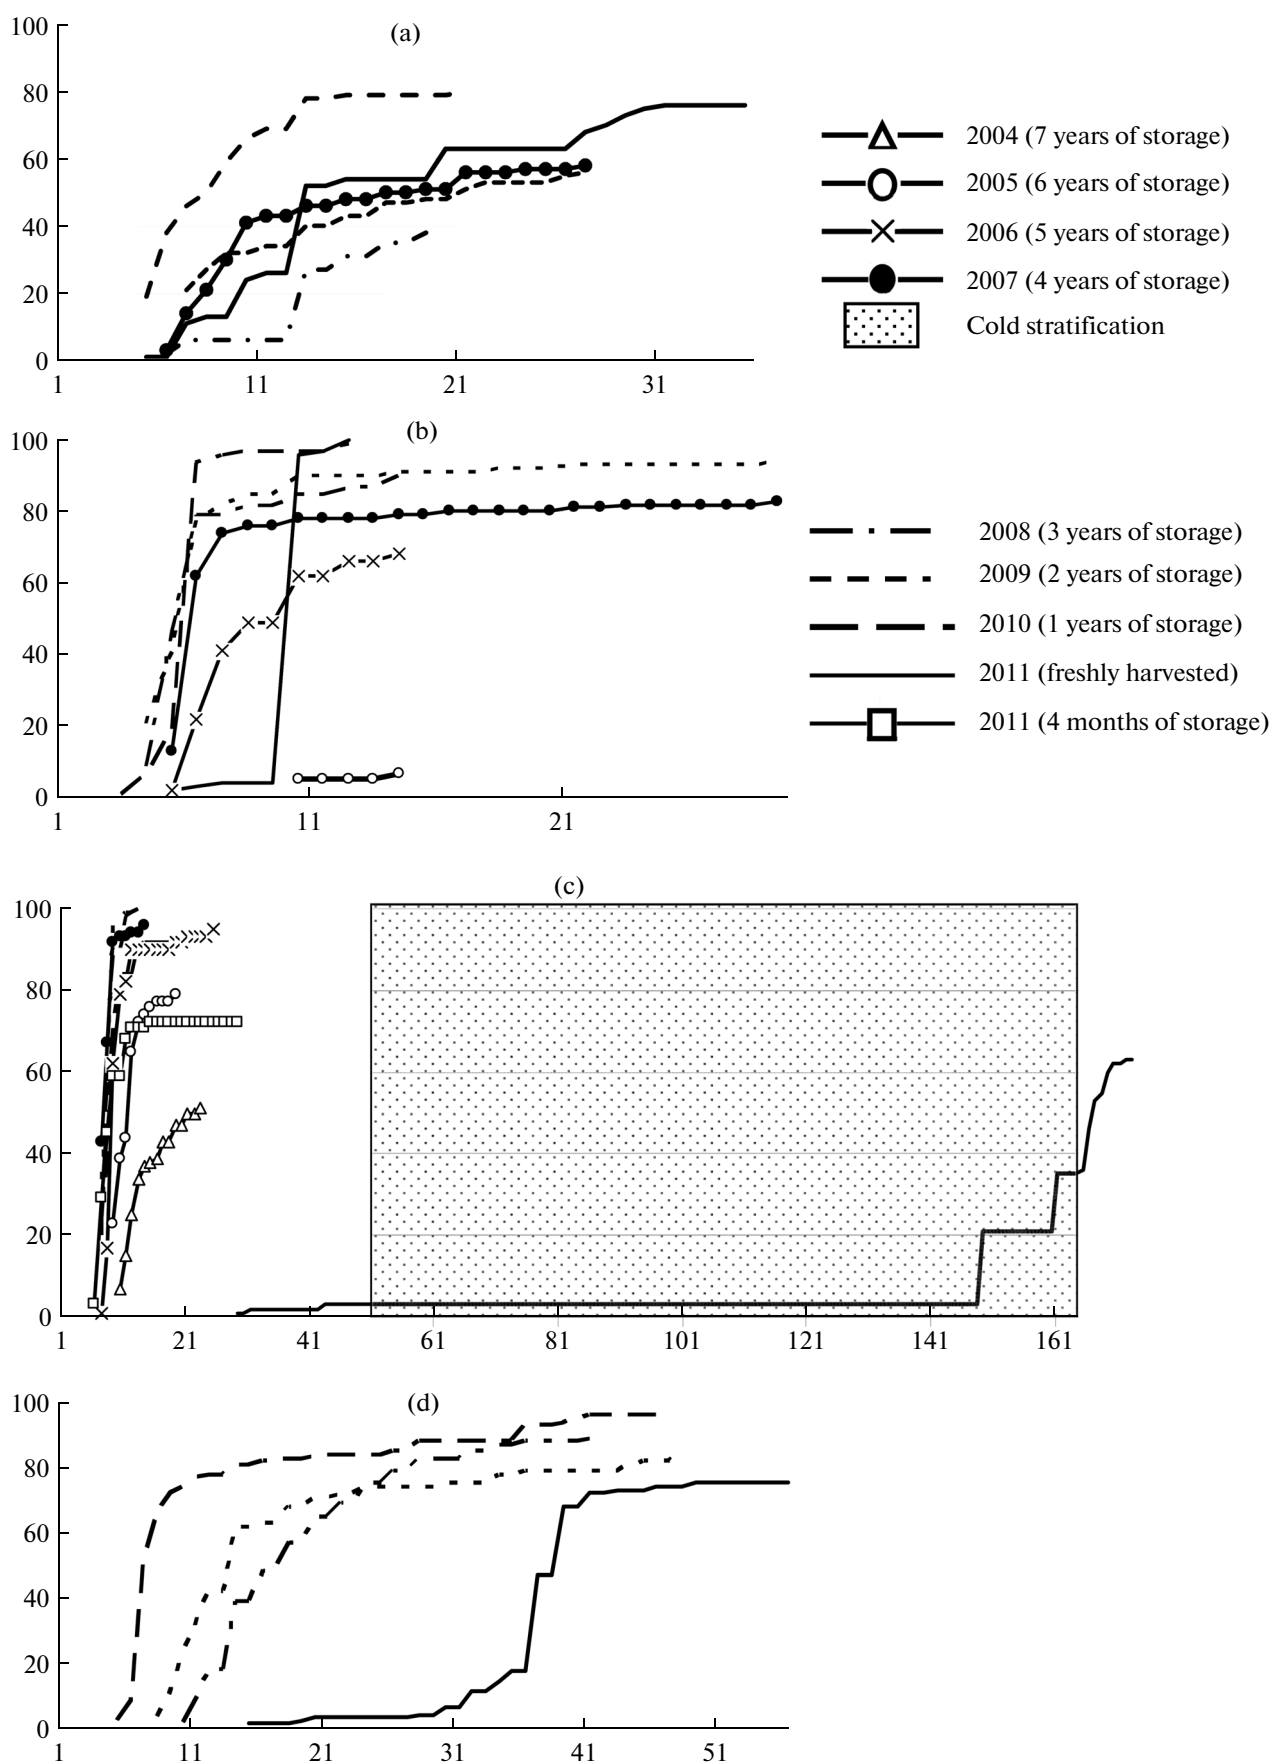 (a)
100
80
60
40
20
0
1 11 21 31
2004 (7 years of storage)
2005 (6 years of storage)
2006 (5 years of storage)
2007 (4 years of storage)
Cold stratification
(b)
100
80
60
40
20
0
1 11 21
2008 (3 years of storage)
2009 (2 years of storage)
2010 (1 years of storage)
2011 (freshly harvested)
2011 (4 months of storage)
(c)
100
80
60
40
20
0
1 21 41 61 81 101 121 141 161
(d)
100
80
60
40
20
0
1 11 21 31 41 51